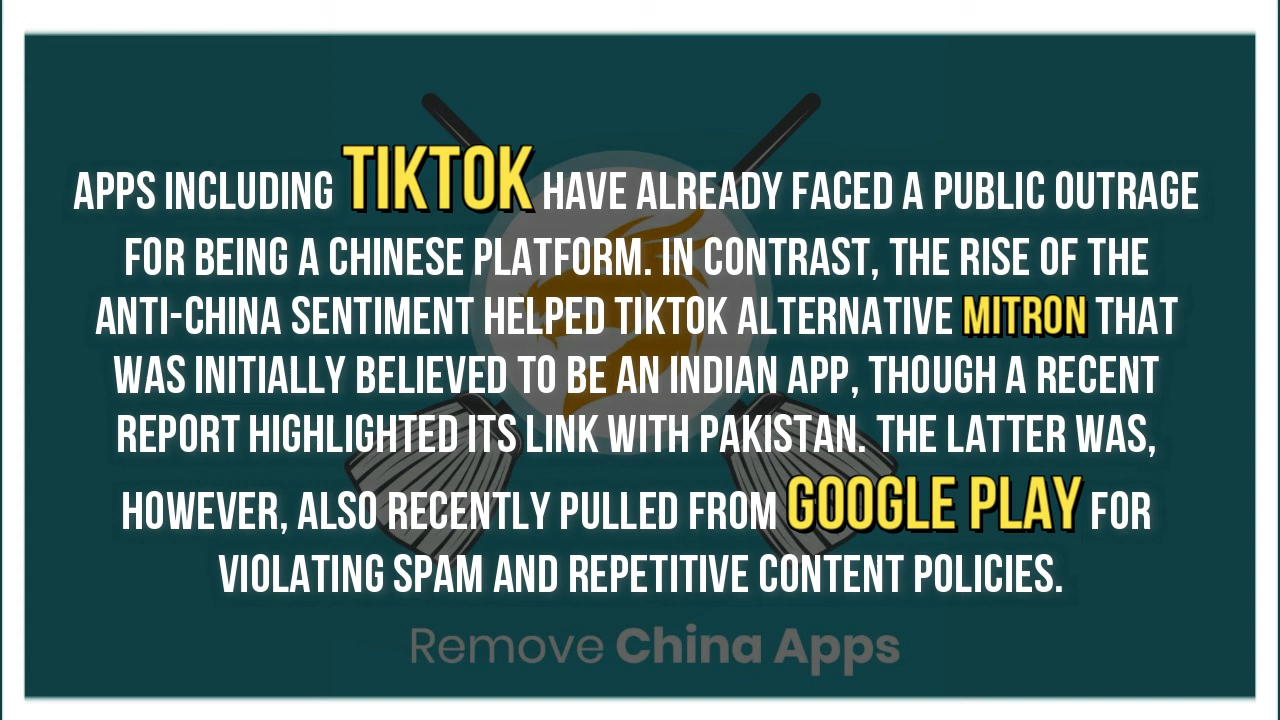 APPS INCLUDING TIKTOK HAVE ALREADY FACED A PUBLIC OUTRAGE
FOR BEING A CHINESE PLATFORM. IN CONTRAST, THE RISE OF THE
ANTI-CHINA SENTIMENT HELPED TIKTOK ALTERNATIVE MITRON THAT
WAS INITIALLY BELIEVED TO BE AN INDIAN APP, THOUGH A RECENT
REPORT HIGHLIGHTED ITS LINK WITH PAKISTAN. THE LATTER WAS,
HOWEVER, ALSO RECENTLY PULLED FROM GOOGLE PLAY FOR
VIOLATING SPAM AND REPETITIVE CONTENT POLICIES.
Remove China Apps